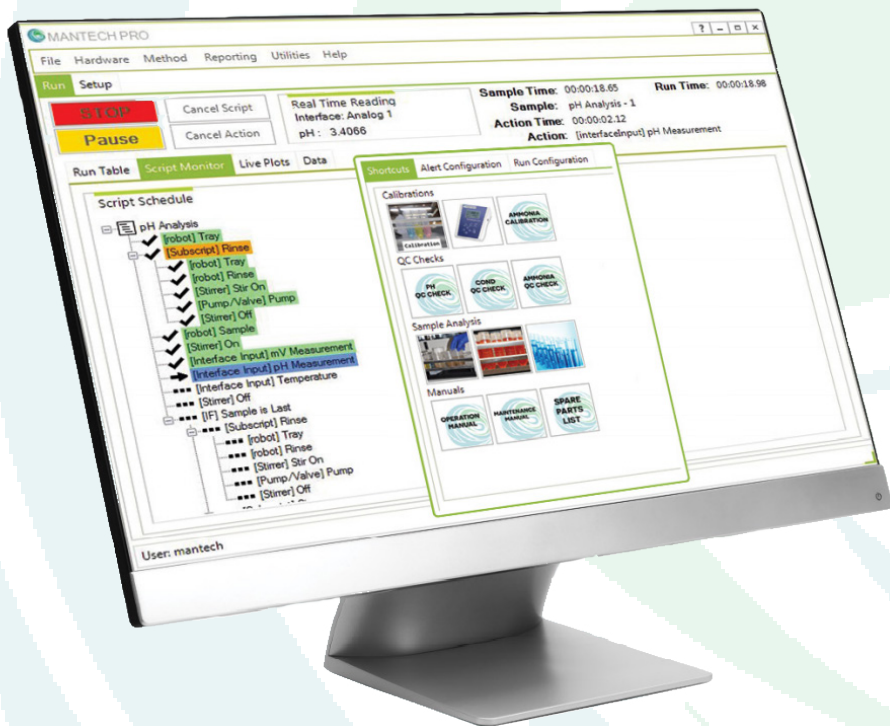 MANTECH PRO
File Hardware Method Reporting Utilities Help
Run Setup
STOP
Pause
Cancel Script
Cancel Action
Real Time Reading
Interface: Analog 1
pH : 3.4066
Sample Time: 00:00:18.65 Run Time: 00:00:18.98
Sample: pH Analysis - 1
Action Time: 00:00:02.12
Action: [interfaceInput] pH Measurement
Run Table Script Monitor Live Plots Data
Script Schedule
pH Analysis
[robot] Tray
[Subscript] Rinse
[robot] Tray
[robot] Rinse
[Stirrer] Stir On
[Pump/Valve] Pump
[Stirrer] Off
[robot] Sample
[Stirrer] On
[Interface Input] mV Measurement
[Interface Input] pH Measurement
[Interface Input] Temperature
[Stirrer] Off
[IF] Sample is Last
[Subscript] Rinse
[robot] Tray
[robot] Rinse
[Stirrer] Stir On
[Pump/Valve] Pump
[Stirrer] Off
Shortcuts Alert Configuration Run Configuration
Calibrations
Calibration
AMMONIA
CALIBRATION
QC Checks
PH
QC CHECK
COND
QC CHECK
AMMONIA
QC CHECK
Sample Analysis
Manuals
OPERATION
MANUAL
MAINTENANCE
MANUAL
SPARE
PARTS
LIST
User: mantech